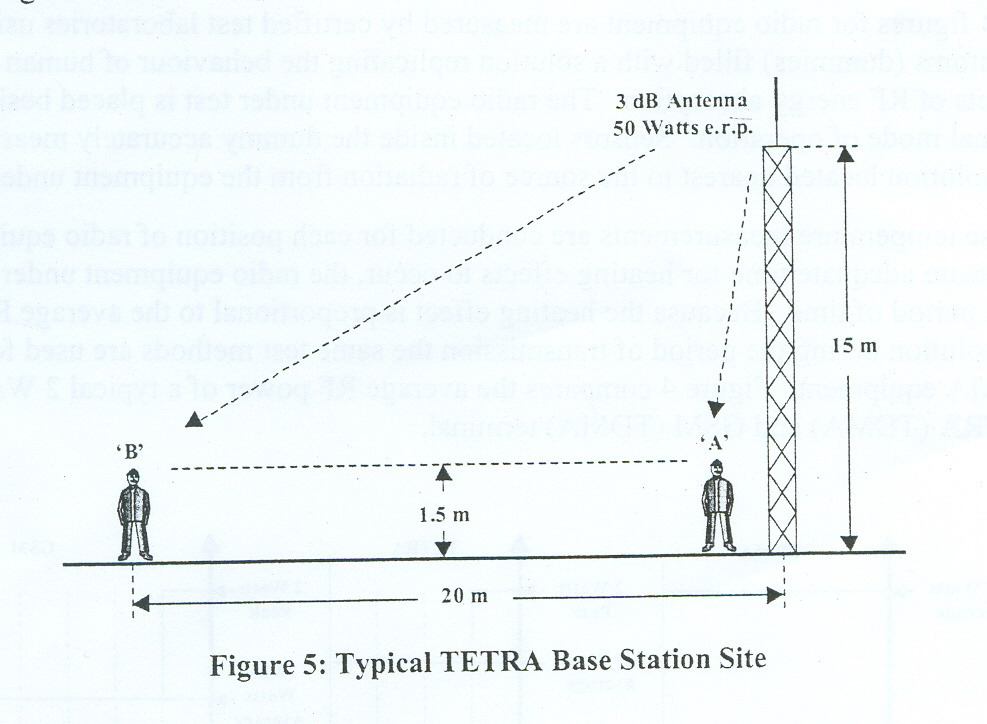 3 dB Antenna
50 Watts e.r.p.
15 m
'B'
'A'
1.5 m
20 m
Figure 5: Typical TETRA Base Station Site